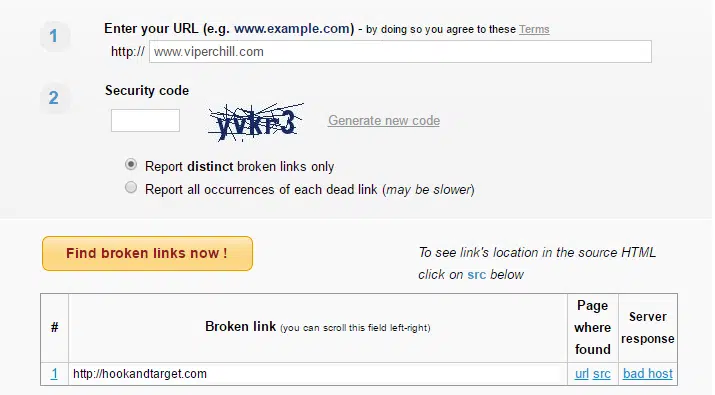 1 Enter your URL (e.g. www.example.com) - by doing so you agree to these Terms
http:// www.viperchill.com
2 Security code
yvkr3 Generate new code
Report distinct broken links only
Report all occurrences of each dead link (may be slower)
Find broken links now !
To see link's location in the source HTML
click on src below
# Broken link (you can scroll this field left-right) Page where found Server response
1 http://hookandtarget.com url src bad host